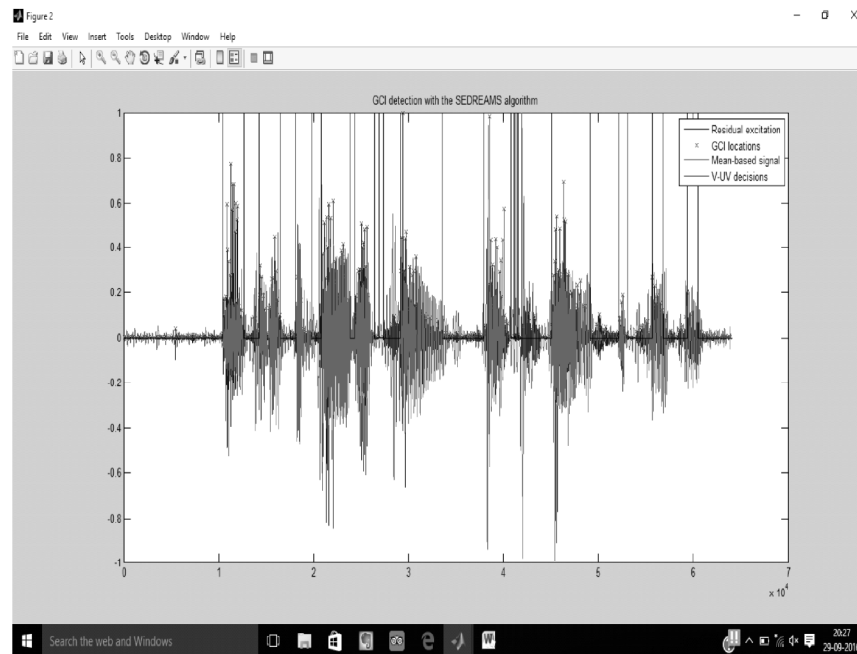 Figure 2
File Edit View Insert Tools Desktop Window Help
GCI detection with the SEDREAMS algorithm
Residual excitation
GCI locations
Mean-based signal
V-UV decisions
1
0.8
0.6
0.4
0.2
0
-0.2
-0.4
-0.6
-0.8
-1
0 1 2 3 4 5 6 7
× 10⁴
Search the web and Windows
20:27